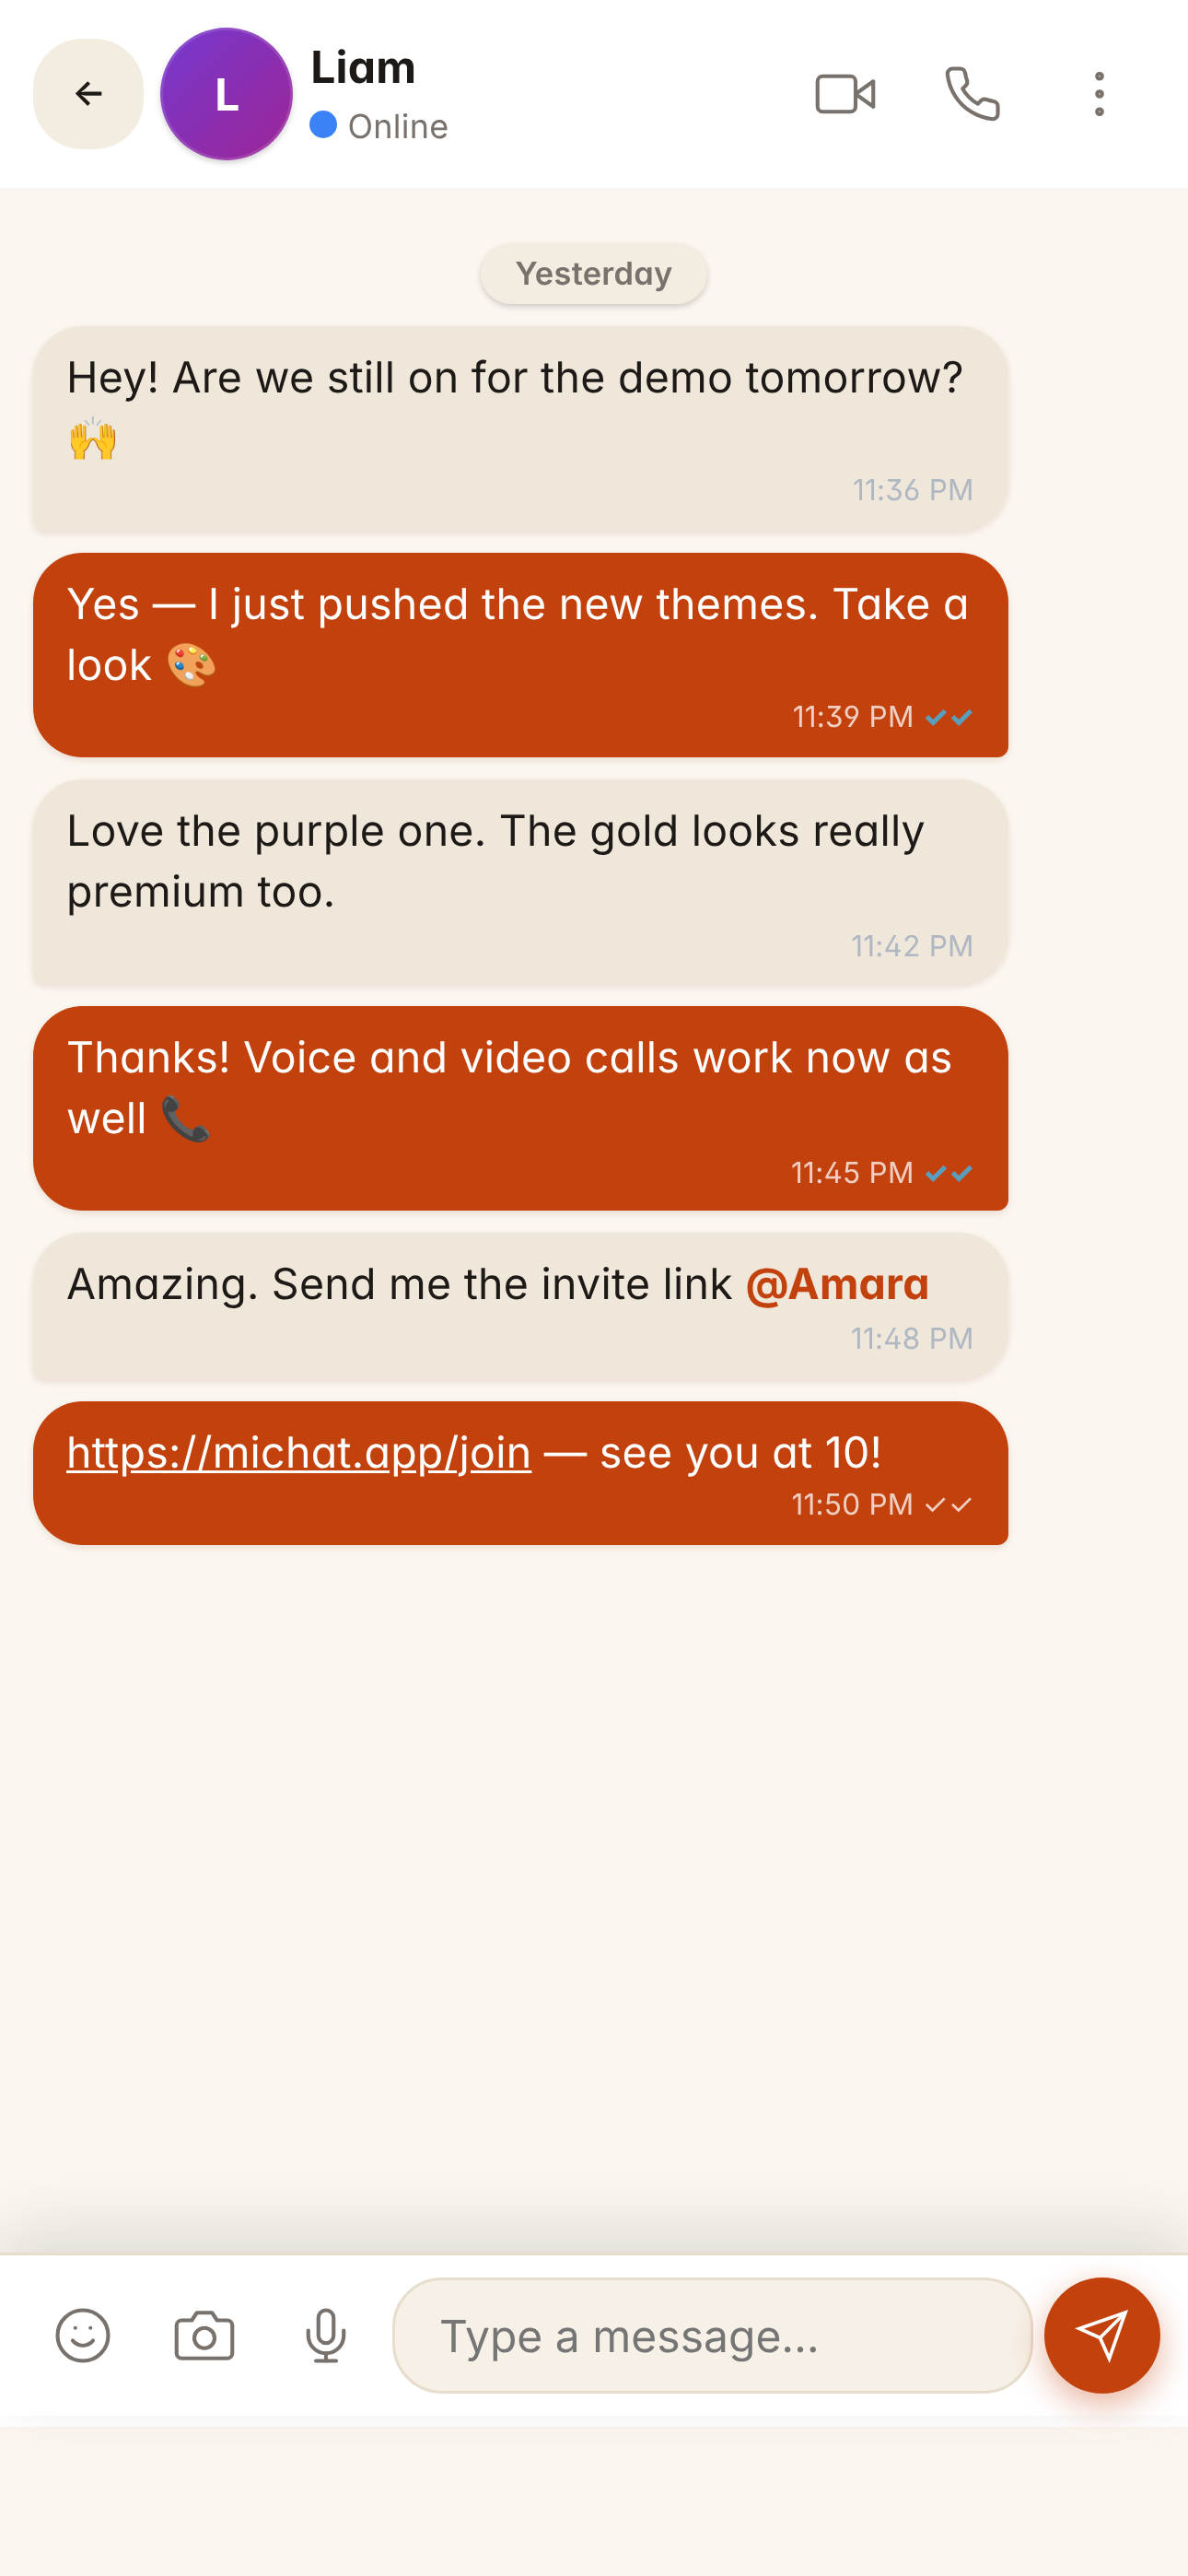 L
Liam
Online
Yesterday
Hey! Are we still on for the demo tomorrow?
🙌
11:36 PM
Yes — I just pushed the new themes. Take a
look 🎨
11:39 PM ✓✓
Love the purple one. The gold looks really
premium too.
11:42 PM
Thanks! Voice and video calls work now as
well 📞
11:45 PM ✓✓
Amazing. Send me the invite link @Amara
11:48 PM
https://michat.app/join — see you at 10!
11:50 PM ✓✓
Type a message...